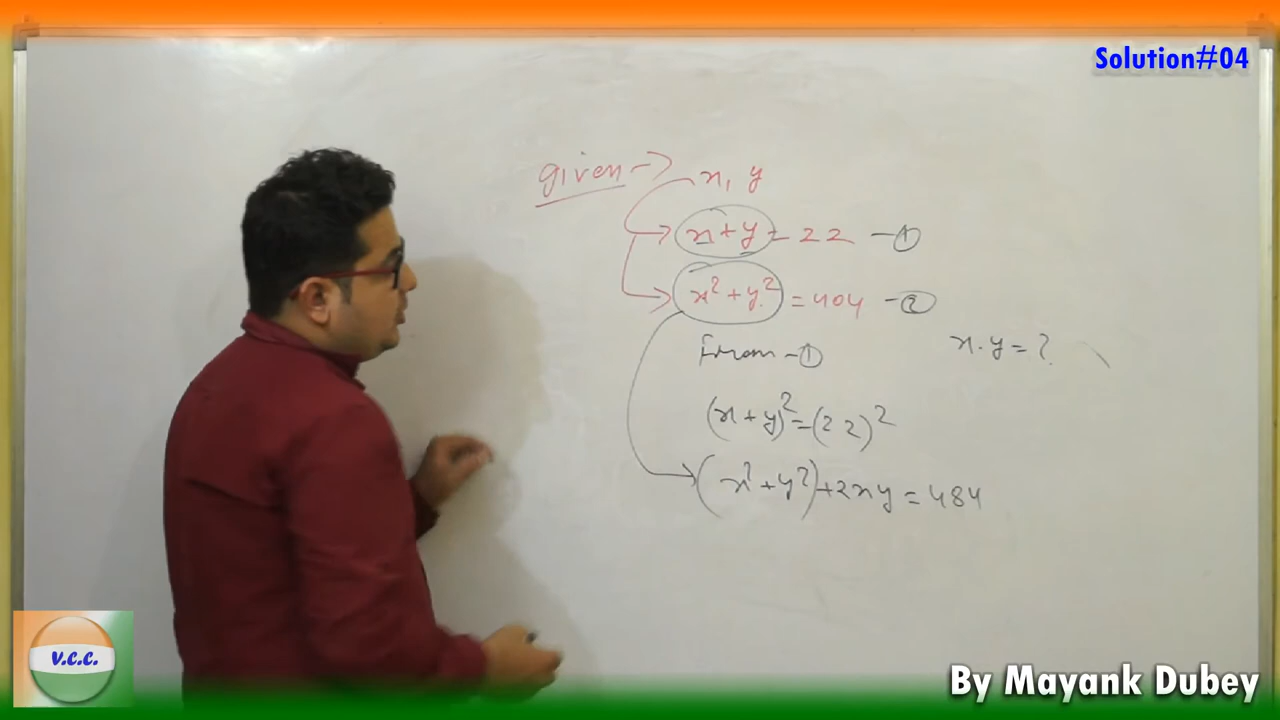 Solution#04
given → x, y
x+y = 22 —①
x²+y² = 404 —②
From -①
x.y = ?
(x+y)² = (22)²
(x²+y²)+2xy = 484
V.C.C.
By Mayank Dubey